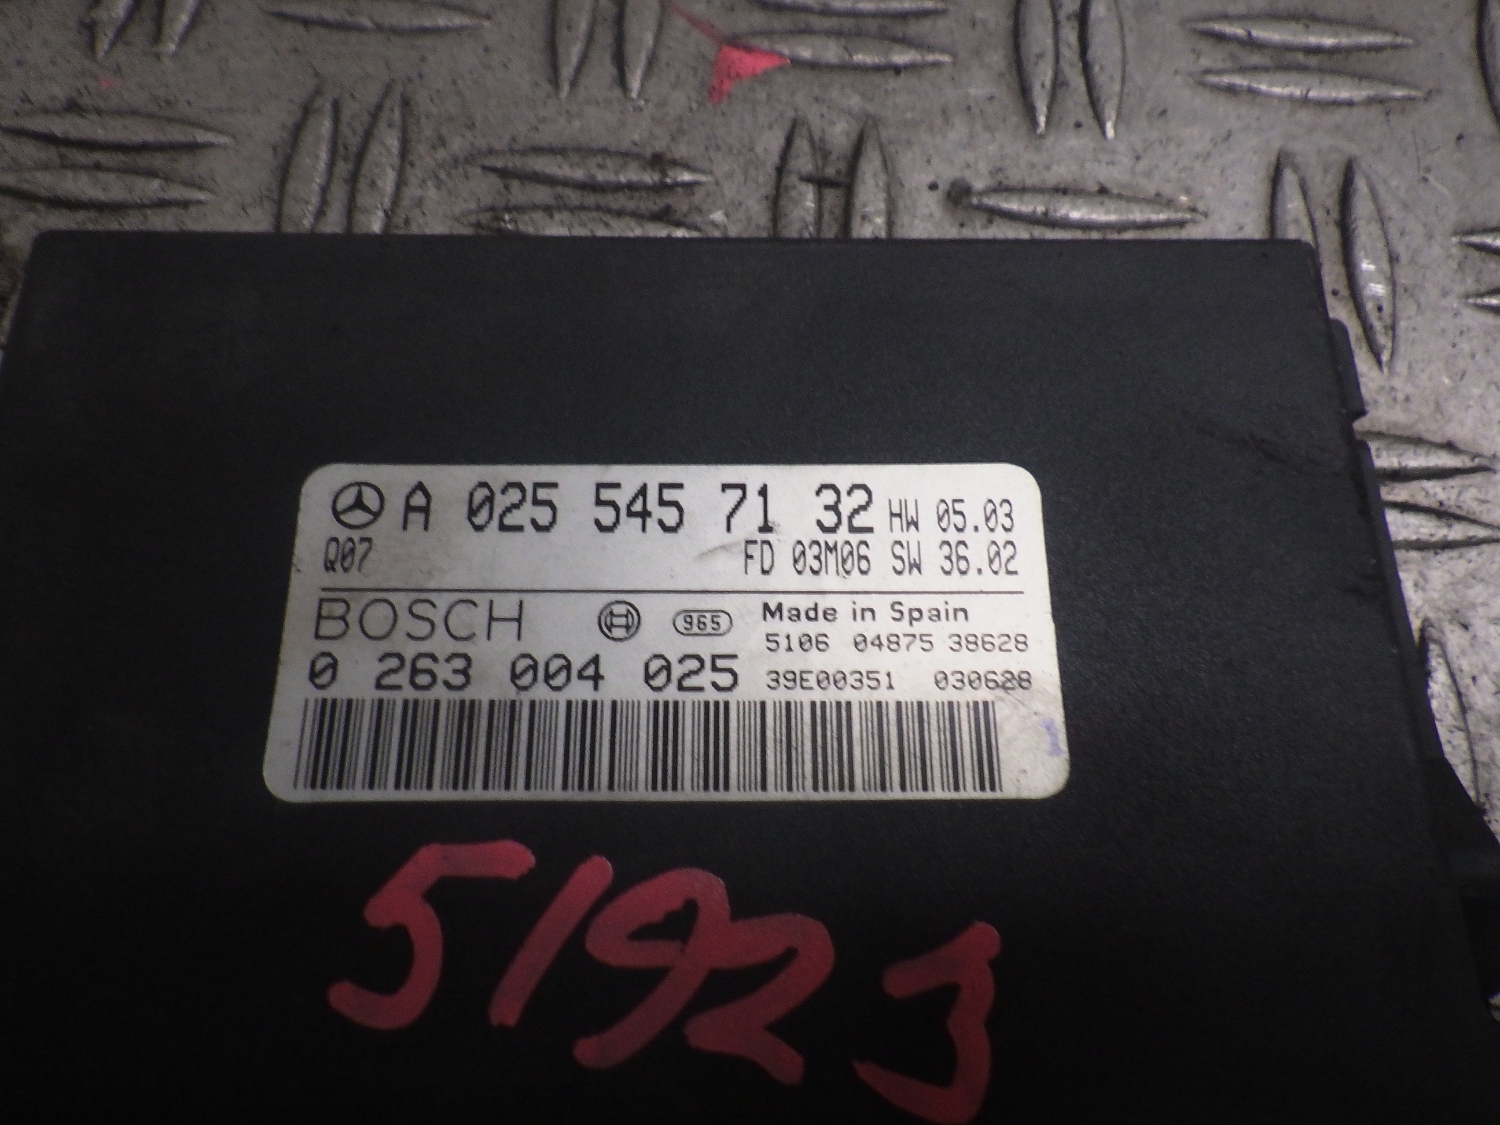 A 025 545 71 32 HW 05.03
Q07 FD 03M06 SW 36.02
BOSCH 965 Made in Spain
5106 04875 38628
0 263 004 025 39E00351 030628
1
51923